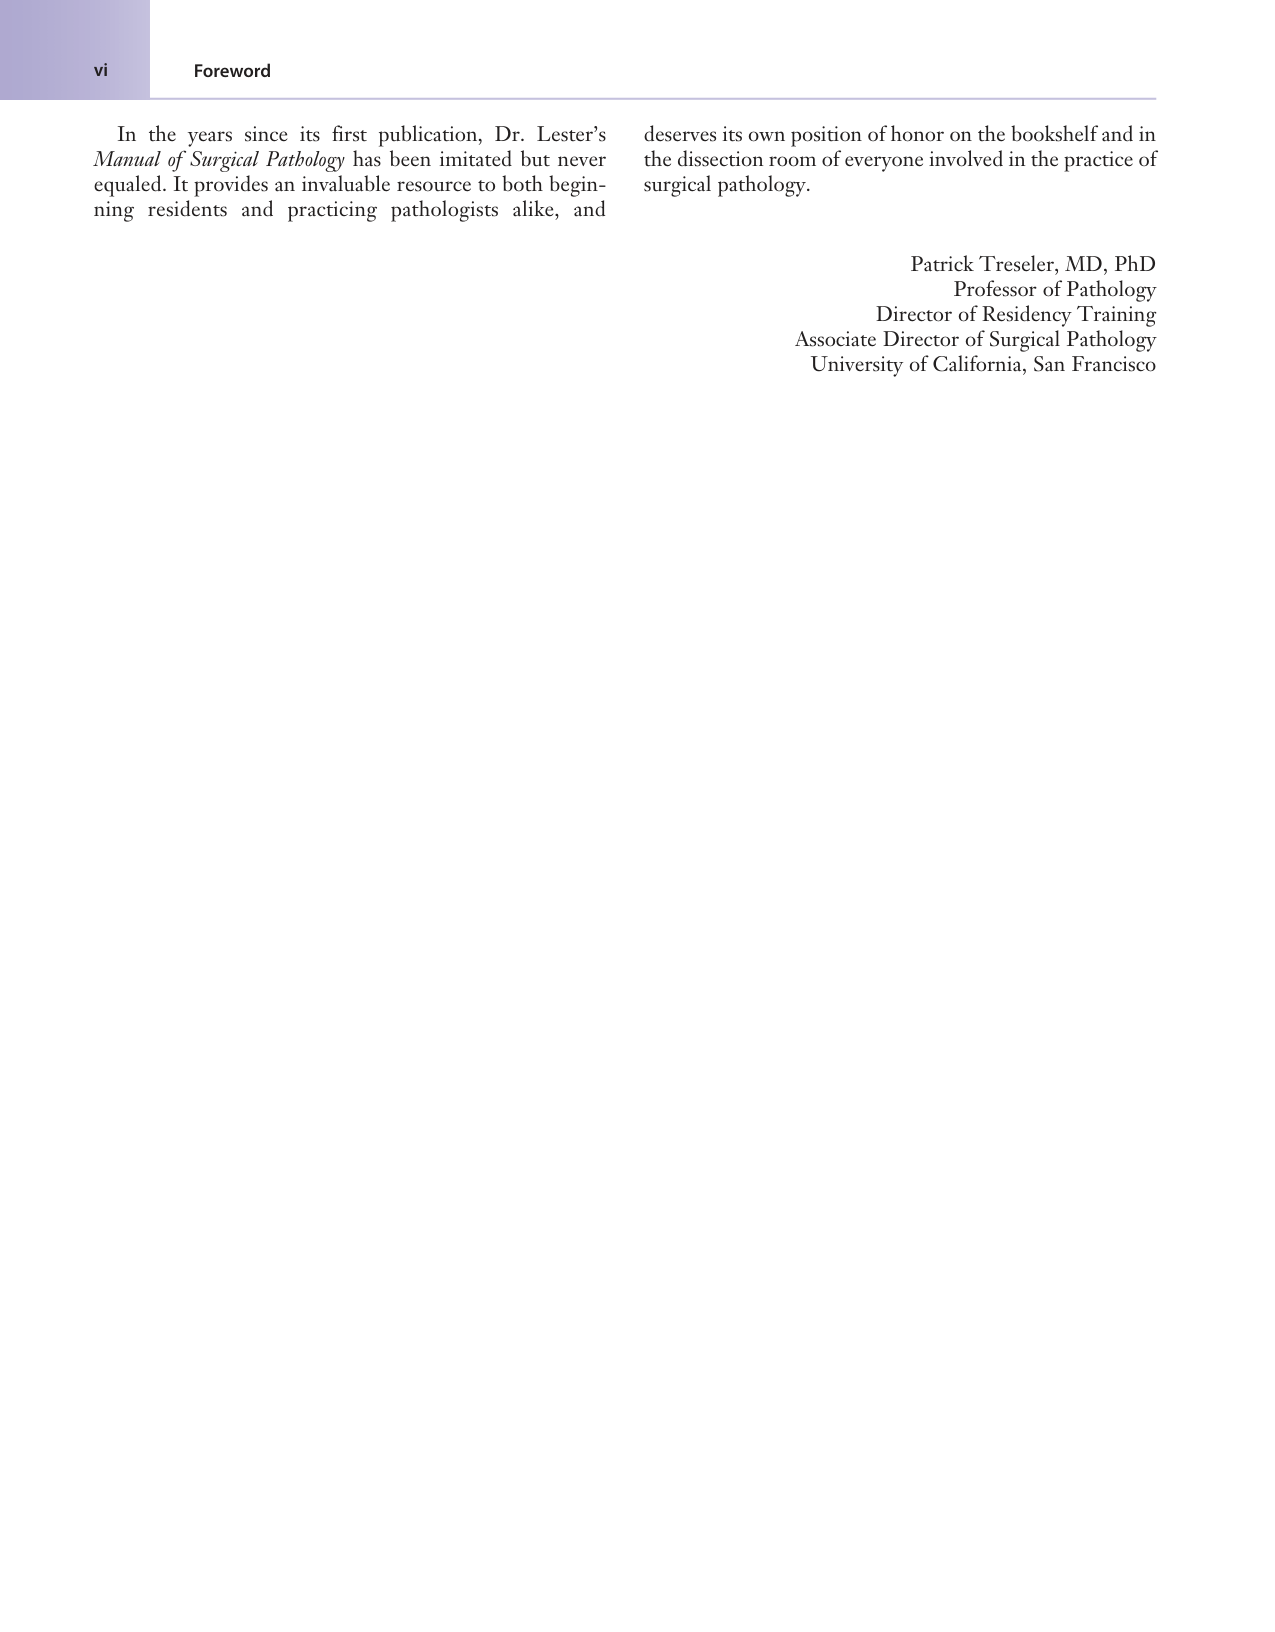 vi
Foreword
In the years since its first publication, Dr. Lester’s
Manual of Surgical Pathology has been imitated but never
equaled. It provides an invaluable resource to both begin-
ning residents and practicing pathologists alike, and
deserves its own position of honor on the bookshelf and in
the dissection room of everyone involved in the practice of
surgical pathology.
Patrick Treseler, MD, PhD
Professor of Pathology
Director of Residency Training
Associate Director of Surgical Pathology
University of California, San Francisco